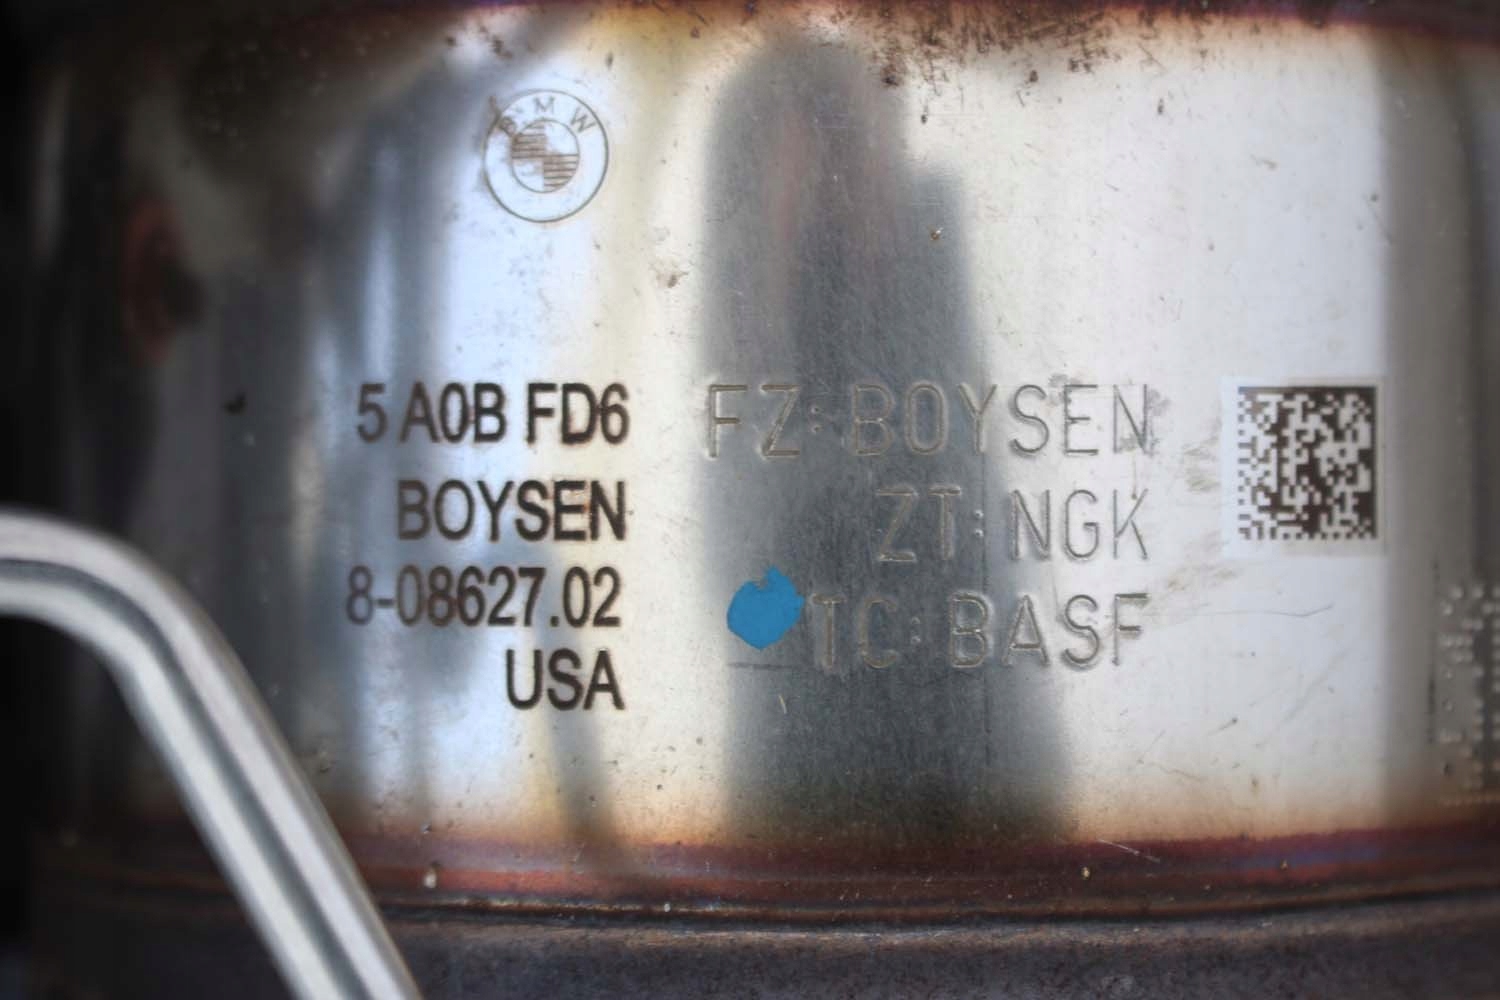 BMW
5 A0B FD6
BOYSEN
8-08627.02
USA
FZ: BOYSEN
ZT: NGK
TC: BASF